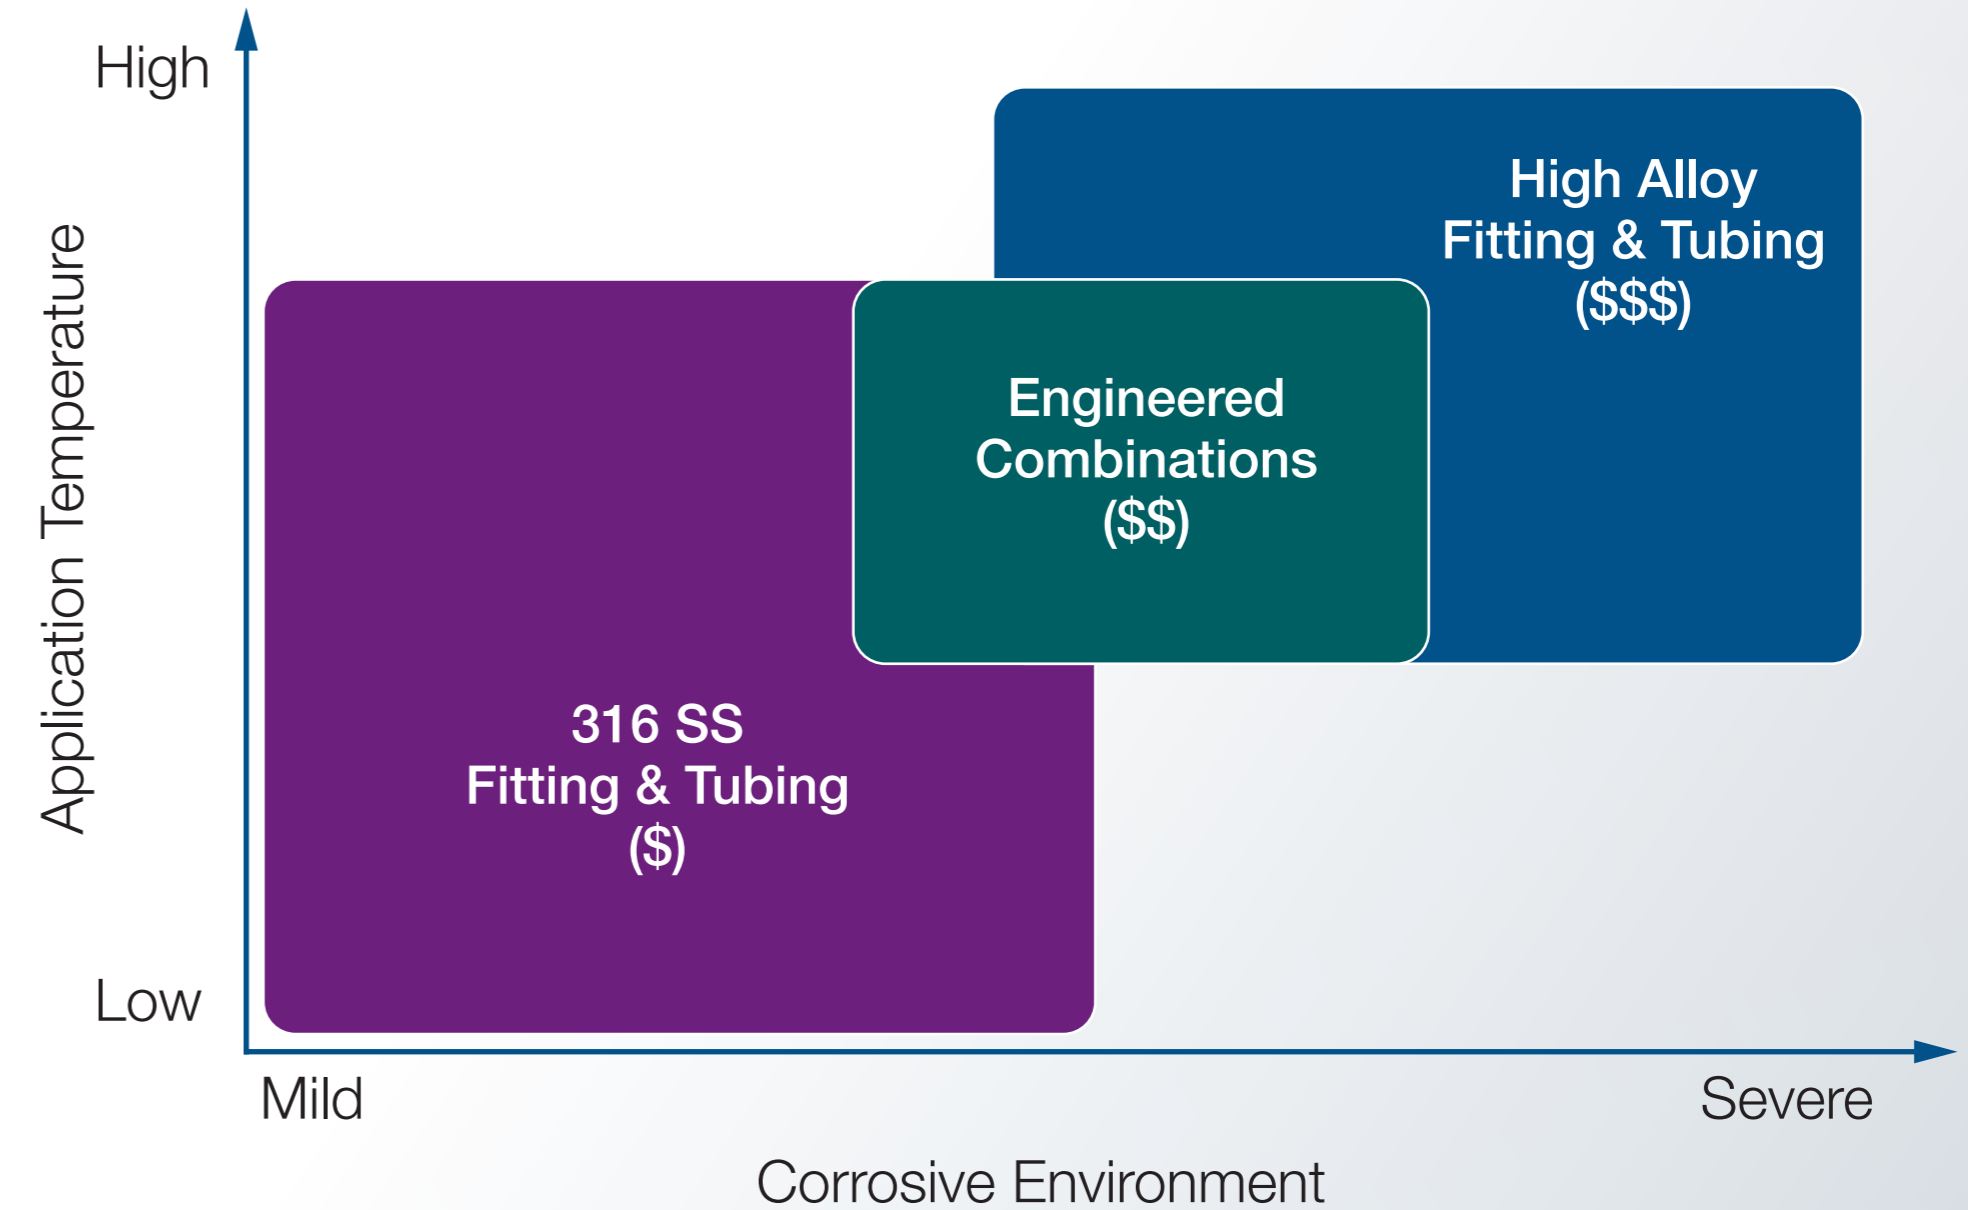 High
High Alloy
Fitting & Tubing
($$$)
Application Temperature
Engineered
Combinations
($$)
316 SS
Fitting & Tubing
($)
Low
Mild
Severe
Corrosive Environment